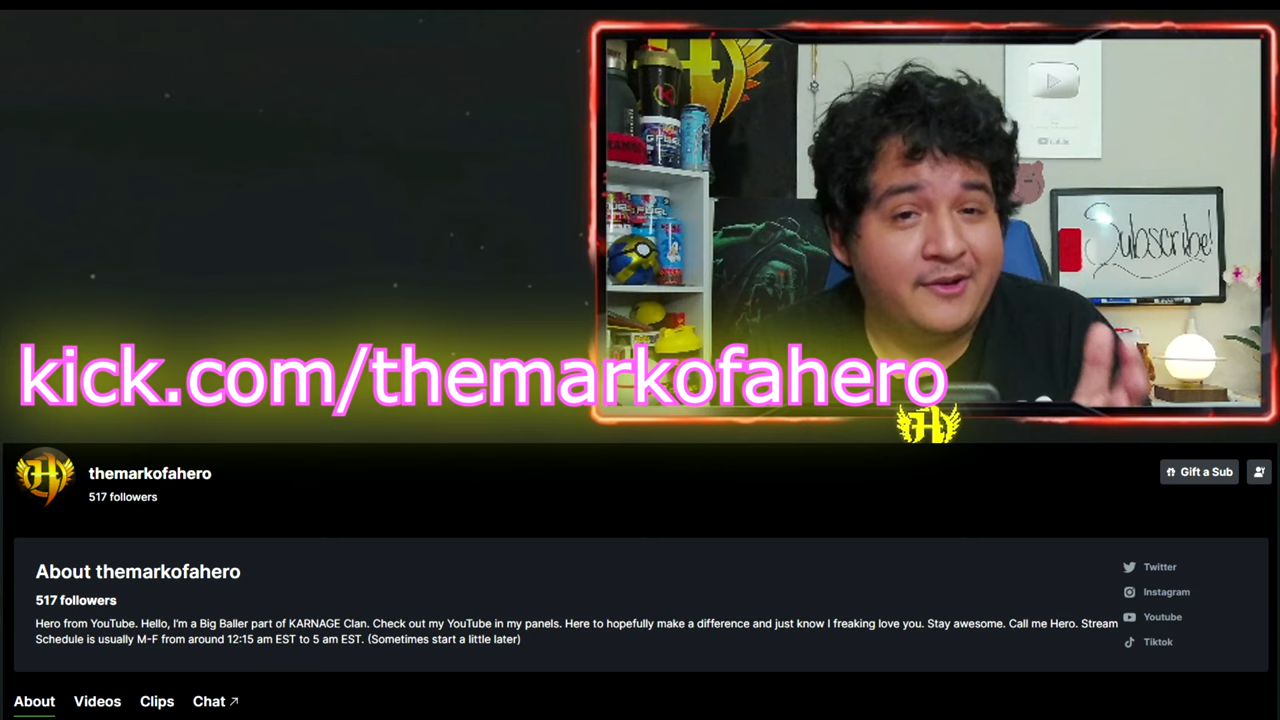 G FUEL
Subscribe!
kick.com/themarkofahero
themarkofahero
517 followers
Gift a Sub
About themarkofahero
517 followers
Hero from YouTube. Hello, I'm a Big Baller part of KARNAGE Clan. Check out my YouTube in my panels. Here to hopefully make a difference and just know I freaking love you. Stay awesome. Call me Hero. Stream
Schedule is usually M-F from around 12:15 am EST to 5 am EST. (Sometimes start a little later)
Twitter
Instagram
Youtube
Tiktok
About Videos Clips Chat